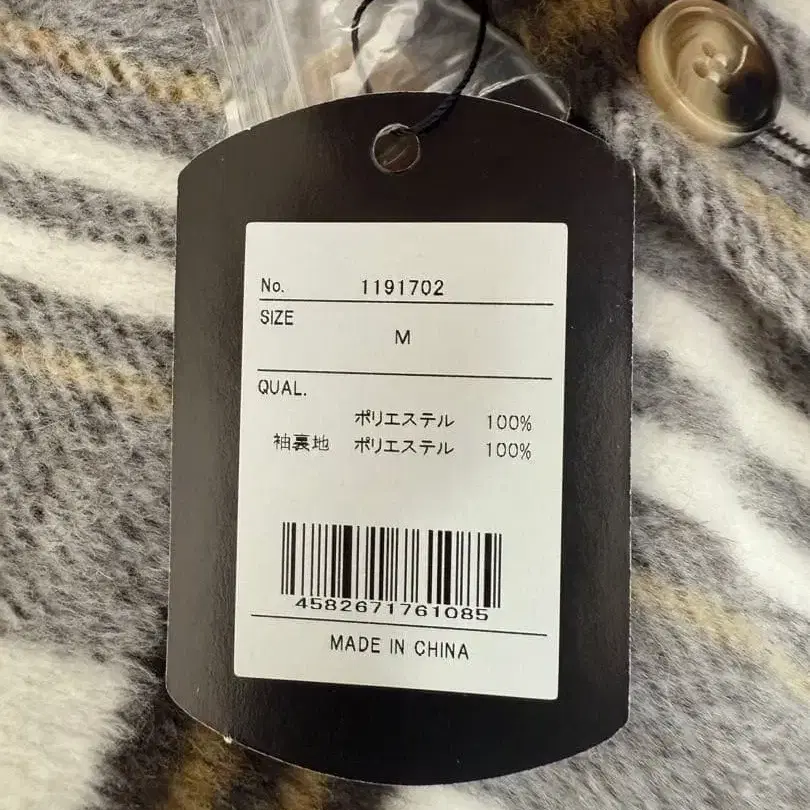 No. 1191702
SIZE
M
QUAL.
ポリエステル 100%
袖裏地 ポリエステル 100%
4582671761085
MADE IN CHINA